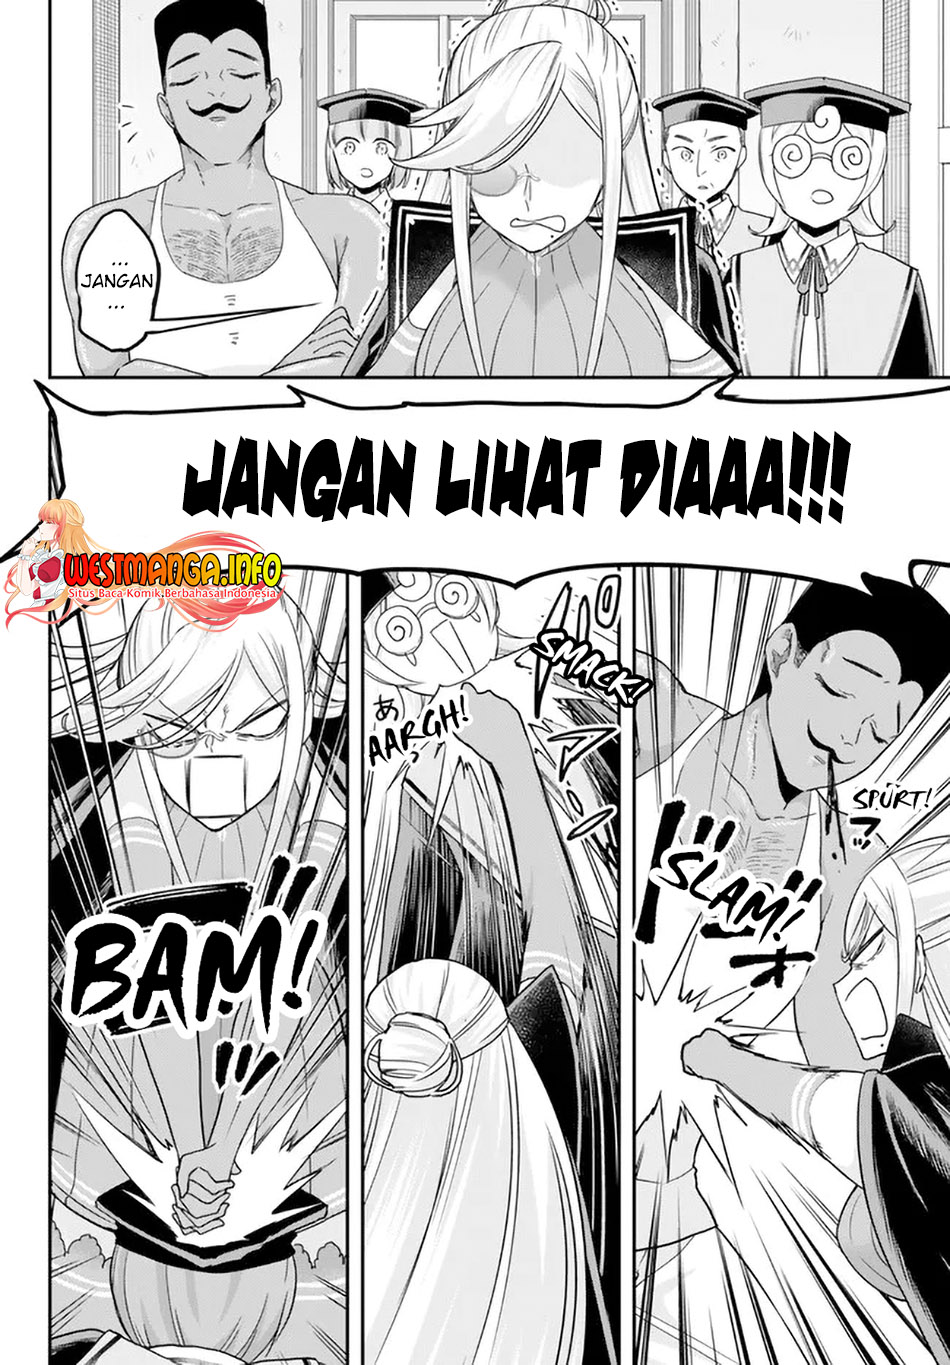 ...
JANGAN
...
JANGAN LIHAT DIAAA!!!
WESTMANGA.INFO
Situs Baca Komik Berbahasa Indonesia
SMACK!
あ
AARGH!
SPURT!
SLAM!
BAM!